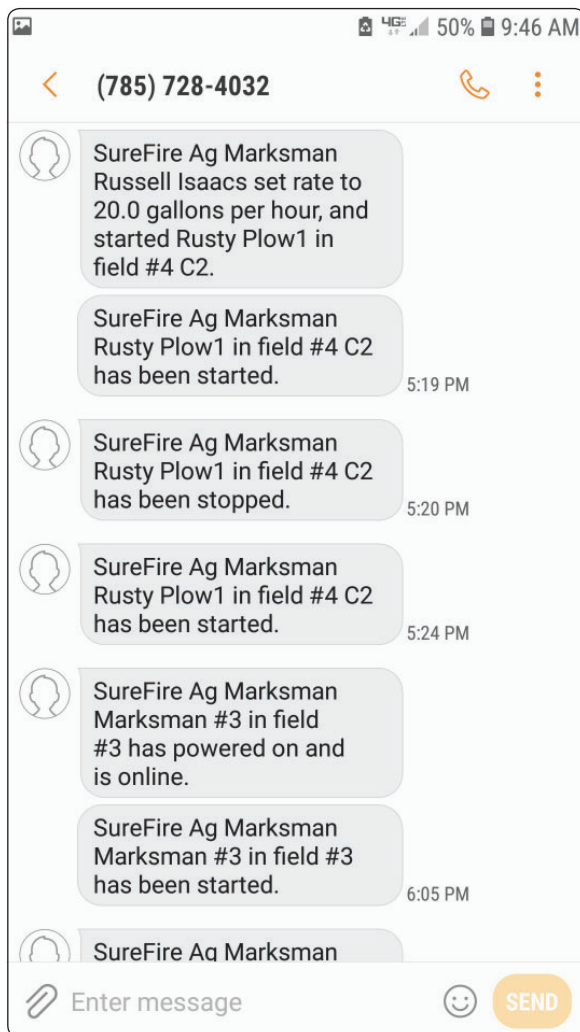 4GE 50% 9:46 AM
(785) 728-4032
SureFire Ag Marksman
Russell Isaacs set rate to
20.0 gallons per hour, and
started Rusty Plow1 in
field #4 C2.
SureFire Ag Marksman
Rusty Plow1 in field #4 C2
has been started.
5:19 PM
SureFire Ag Marksman
Rusty Plow1 in field #4 C2
has been stopped.
5:20 PM
SureFire Ag Marksman
Rusty Plow1 in field #4 C2
has been started.
5:24 PM
SureFire Ag Marksman
Marksman #3 in field
#3 has powered on and
is online.
SureFire Ag Marksman
Marksman #3 in field #3
has been started.
6:05 PM
SureFire Ag Marksman
Enter message
SEND